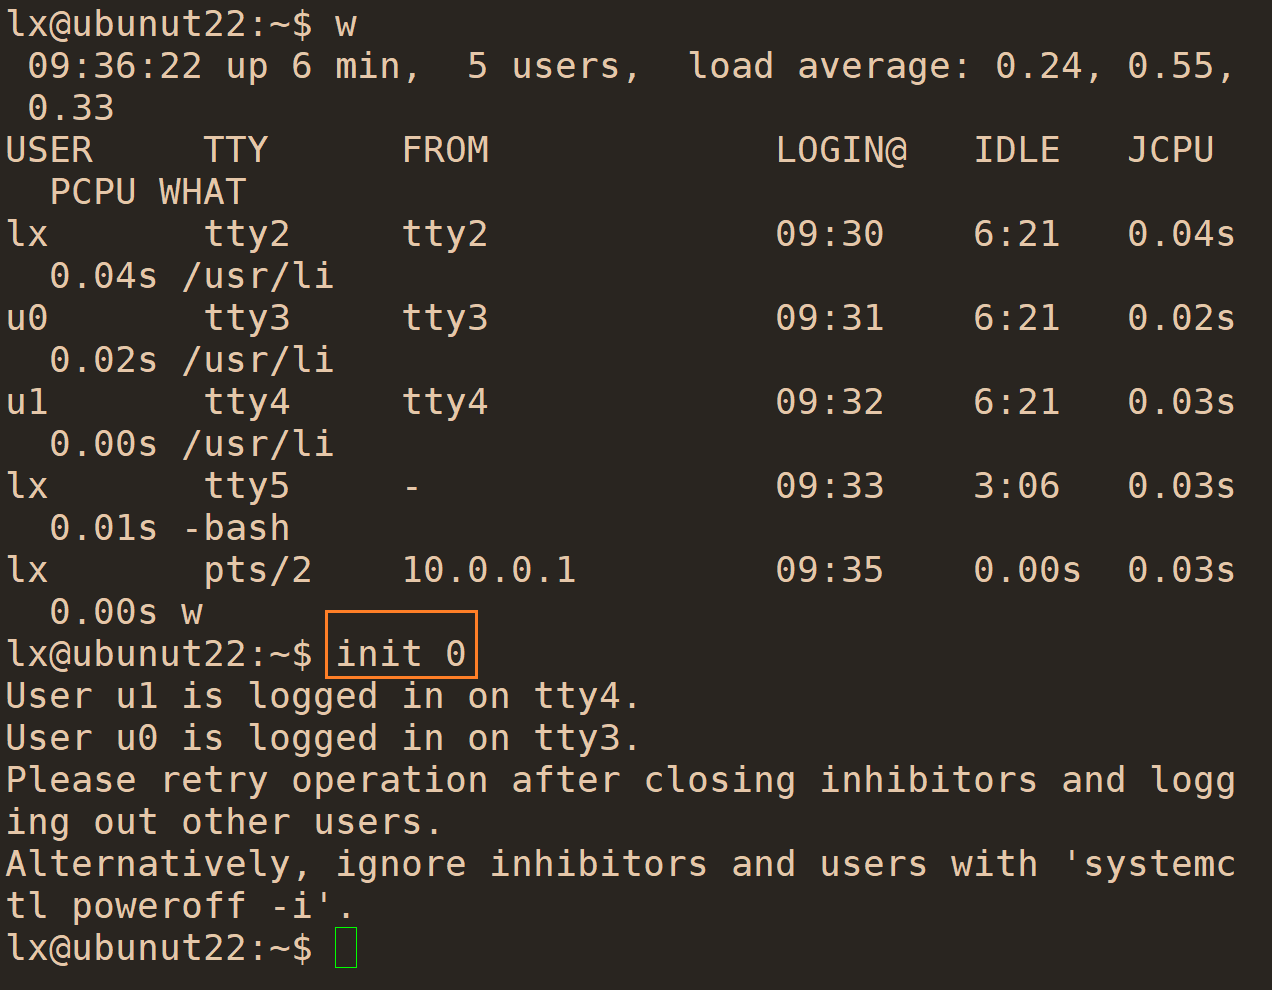 lx@ubunut22:~$ w
 09:36:22 up 6 min,  5 users,  load average: 0.24, 0.55,
 0.33
USER     TTY      FROM             LOGIN@   IDLE   JCPU
  PCPU WHAT
lx       tty2     tty2             09:30    6:21   0.04s
  0.04s /usr/li
u0       tty3     tty3             09:31    6:21   0.02s
  0.02s /usr/li
u1       tty4     tty4             09:32    6:21   0.03s
  0.00s /usr/li
lx       tty5     -                09:33    3:06   0.03s
  0.01s -bash
lx       pts/2    10.0.0.1         09:35    0.00s  0.03s
  0.00s w
lx@ubunut22:~$ init 0
User u1 is logged in on tty4.
User u0 is logged in on tty3.
Please retry operation after closing inhibitors and logg
ing out other users.
Alternatively, ignore inhibitors and users with 'systemc
tl poweroff -i'.
lx@ubunut22:~$